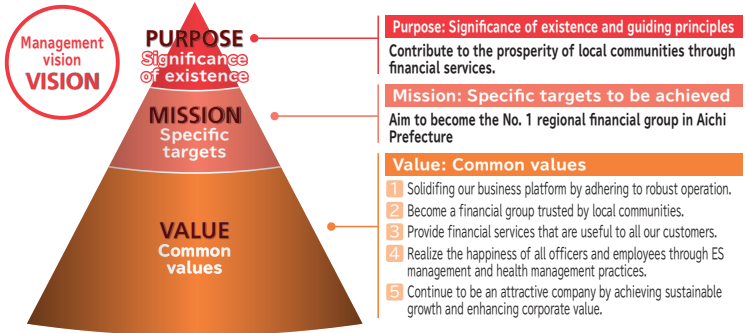 Management
vision
VISION
PURPOSE
Significance
of existence
MISSION
Specific
targets
VALUE
Common
values
Purpose: Significance of existence and guiding principles
Contribute to the prosperity of local communities through
financial services.
Mission: Specific targets to be achieved
Aim to become the No. 1 regional financial group in Aichi
Prefecture
Value: Common values
1 Solidifing our business platform by adhering to robust operation.
2 Become a financial group trusted by local communities.
3 Provide financial services that are useful to all our customers.
4 Realize the happiness of all officers and employees through ES
management and health management practices.
5 Continue to be an attractive company by achieving sustainable
growth and enhancing corporate value.